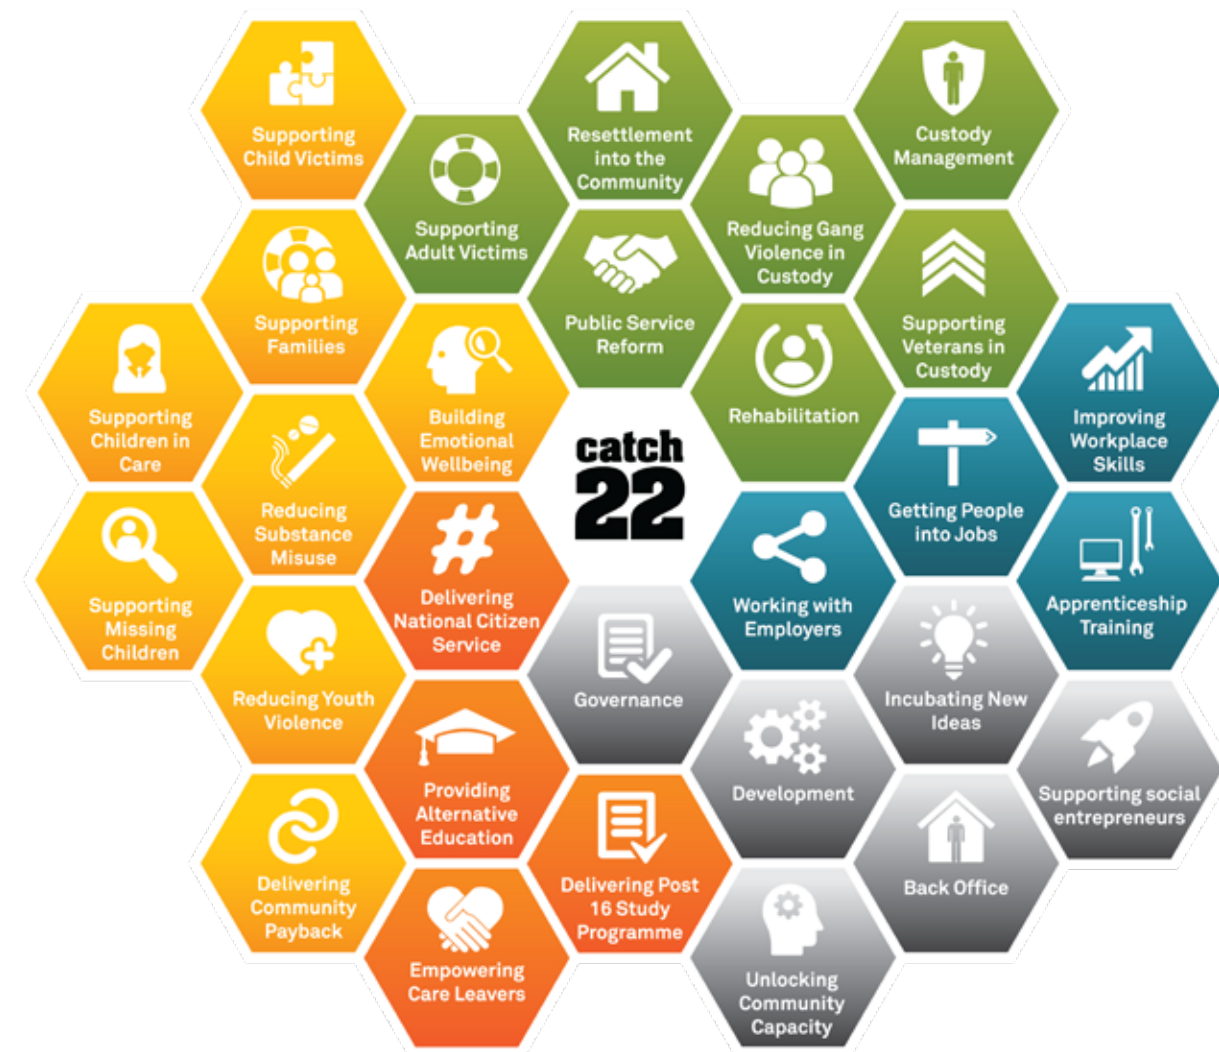 Supporting
Child Victims
Resettlement
into the
Community
Custody
Management
Supporting
Adult Victims
Reducing Gang
Violence in
Custody
Supporting
Families
Public Service
Reform
Supporting
Veterans in
Custody
Supporting
Children in
Care
Building
Emotional
Wellbeing
catch
22
Rehabilitation
Improving
Workplace
Skills
Reducing
Substance
Misuse
Getting People
into Jobs
Supporting
Missing
Children
#
Delivering
National Citizen
Service
Working with
Employers
Apprenticeship
Training
Reducing Youth
Violence
Governance
Incubating New
Ideas
Providing
Alternative
Education
Development
Supporting social
entrepreneurs
Delivering
Community
Payback
Delivering Post
16 Study
Programme
Back Office
Empowering
Care Leavers
Unlocking
Community
Capacity